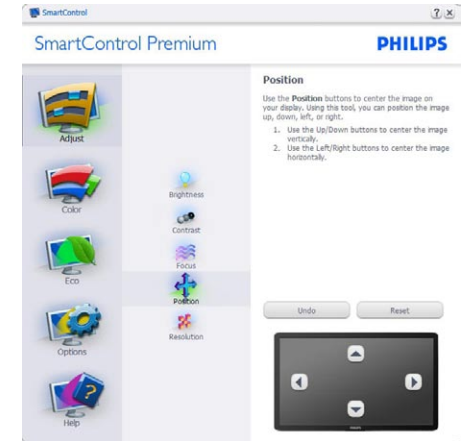 SmartControl
SmartControl Premium
PHILIPS
Adjust
Color
Eco
Options
Help
Brightness
Contrast
Focus
Position
Resolution
Position
Use the Position buttons to center the image on
your display. Using this tool, you can position the image
up, down, left, or right.
1. Use the Up/Down buttons to center the image
vertically.
2. Use the Left/Right buttons to center the image
horizontally.
Undo
Reset
PHILIPS